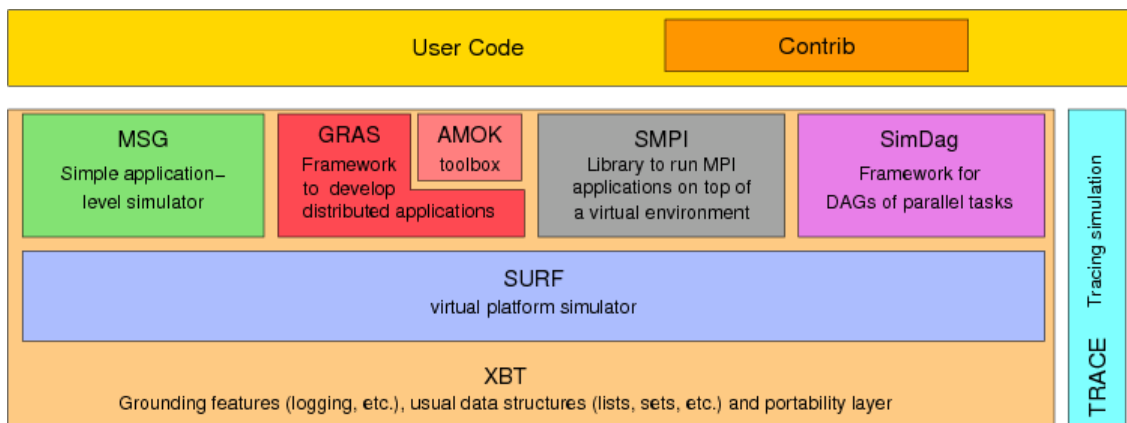 User Code
Contrib
MSG
Simple application–
level simulator
GRAS
Framework
to develop
distributed applications
AMOK
toolbox
SMPI
Library to run MPI
applications on top of
a virtual environment
SimDag
Framework for
DAGs of parallel tasks
SURF
virtual platform simulator
XBT
Grounding features (logging, etc.), usual data structures (lists, sets, etc.) and portability layer
TRACE Tracing simulation